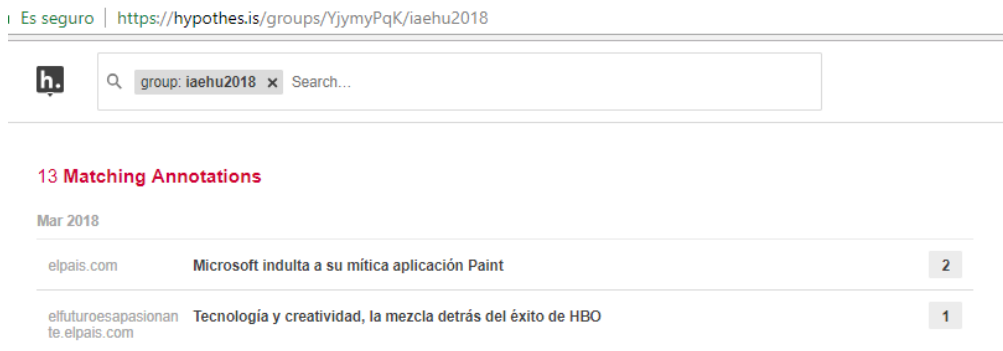 Es seguro | https://hypothes.is/groups/YjymyPqK/iaehu2018
h. group: iaehu2018 × Search...
13 Matching Annotations
Mar 2018
elpais.com Microsoft indulta a su mítica aplicación Paint 2
elfuturoesapasionan Tecnología y creatividad, la mezcla detrás del éxito de HBO 1
te.elpais.com